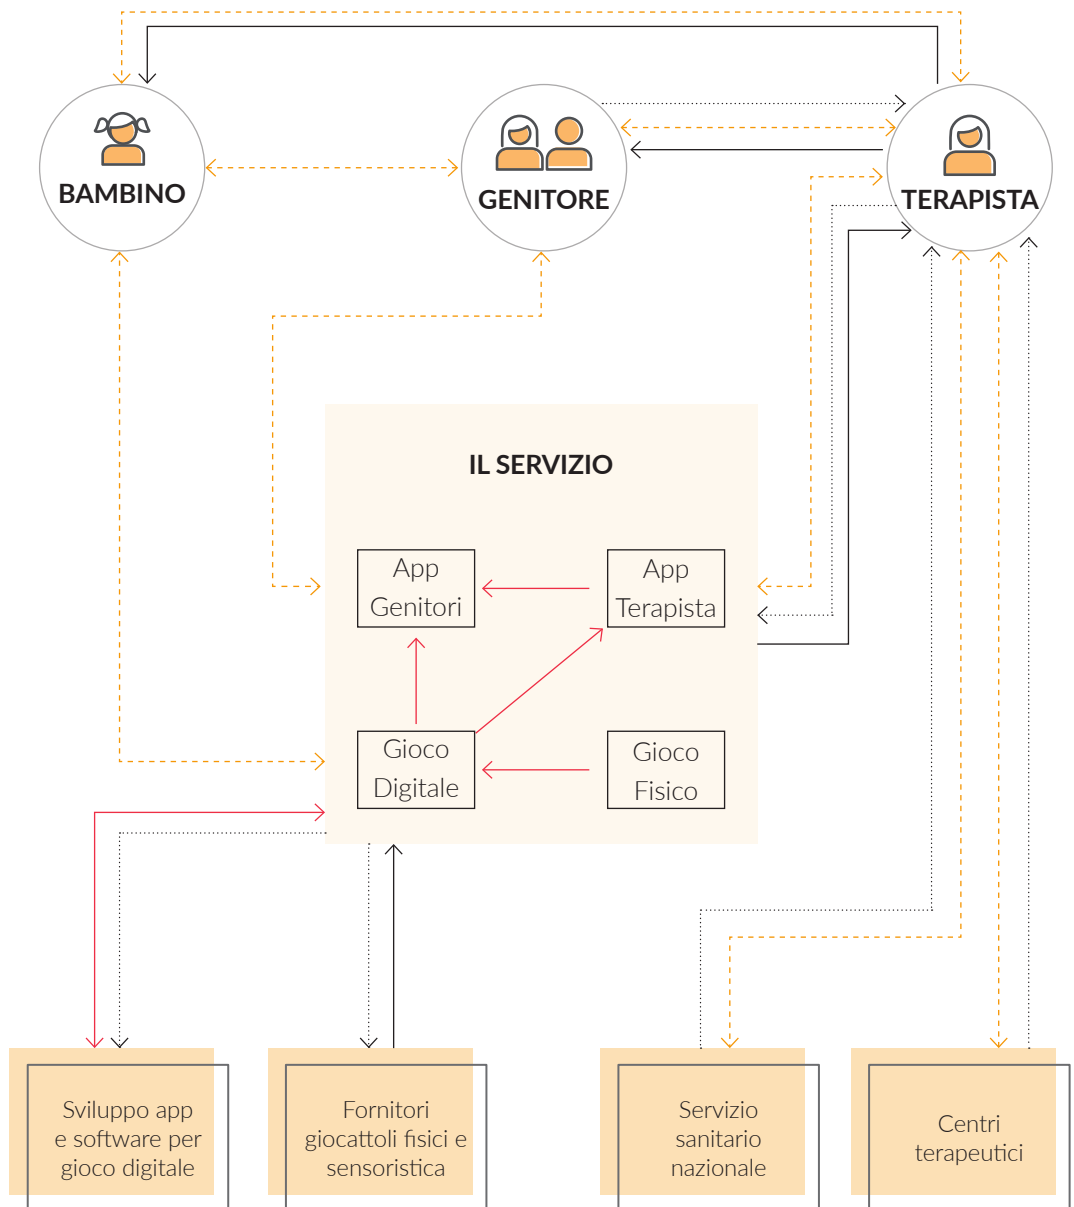 BAMBINO
GENITORE
TERAPISTA
IL SERVIZIO
App
Genitori
App
Terapista
Gioco
Digitale
Gioco
Fisico
Sviluppo app
e software per
gioco digitale
Fornitori
giocattoli fisici e
sensoristica
Servizio
sanitario
nazionale
Centri
terapeutici